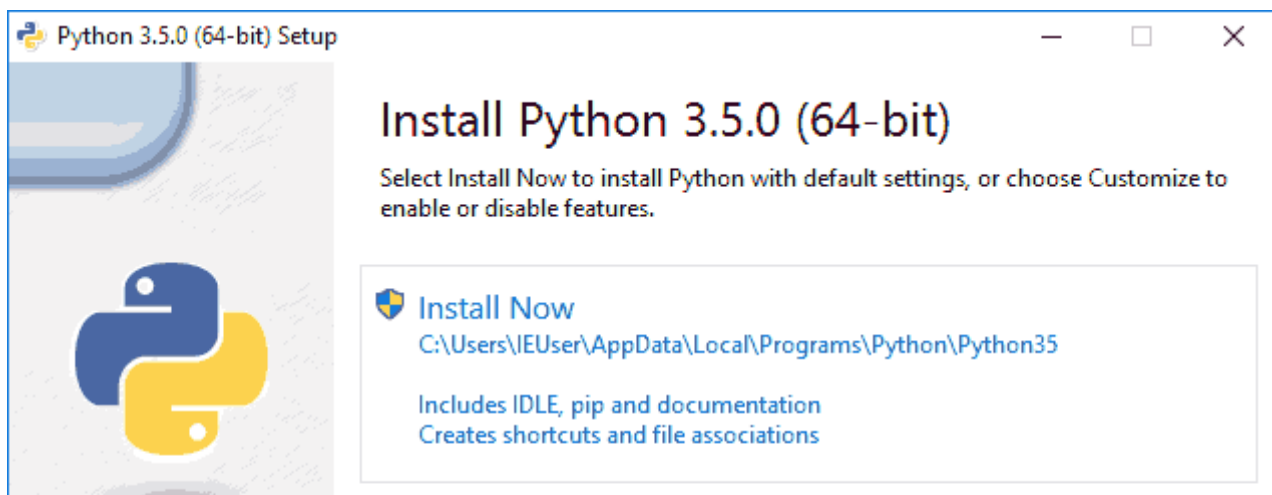 Python 3.5.0 (64-bit) Setup
Install Python 3.5.0 (64-bit)
Select Install Now to install Python with default settings, or choose Customize to
enable or disable features.
Install Now
C:\Users\IEUser\AppData\Local\Programs\Python\Python35
Includes IDLE, pip and documentation
Creates shortcuts and file associations